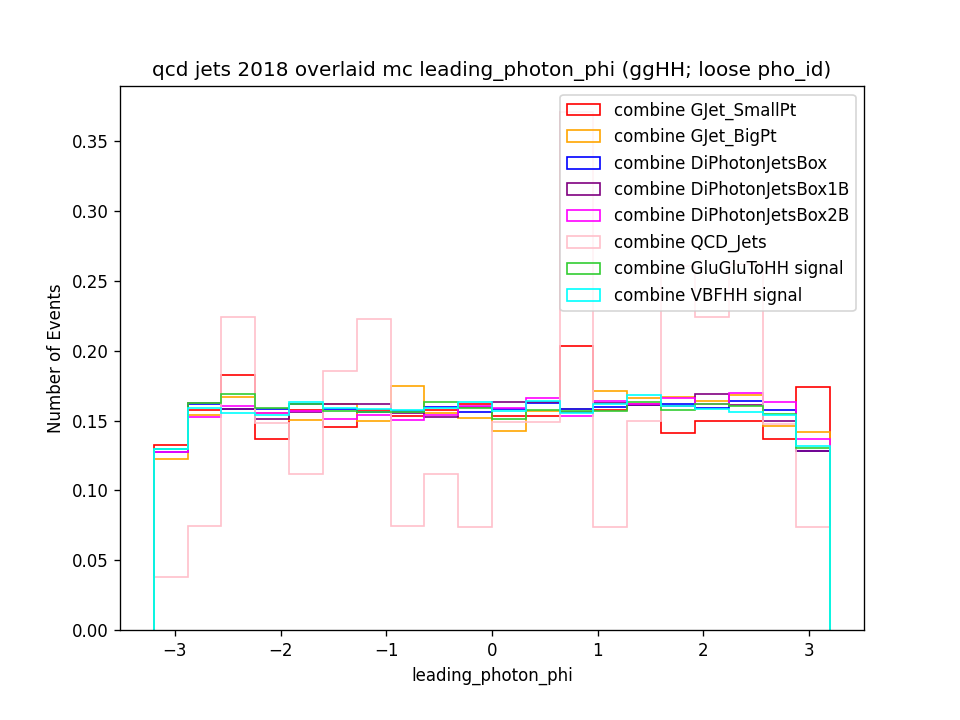 qcd jets 2018 overlaid mc leading_photon_phi (ggHH; loose pho_id)
combine GJet_SmallPt
combine GJet_BigPt
combine DiPhotonJetsBox
combine DiPhotonJetsBox1B
combine DiPhotonJetsBox2B
combine QCD_Jets
combine GluGluToHH signal
combine VBFHH signal
Number of Events
0.35
0.30
0.25
0.20
0.15
0.10
0.05
0.00
−3 −2 −1 0 1 2 3
leading_photon_phi